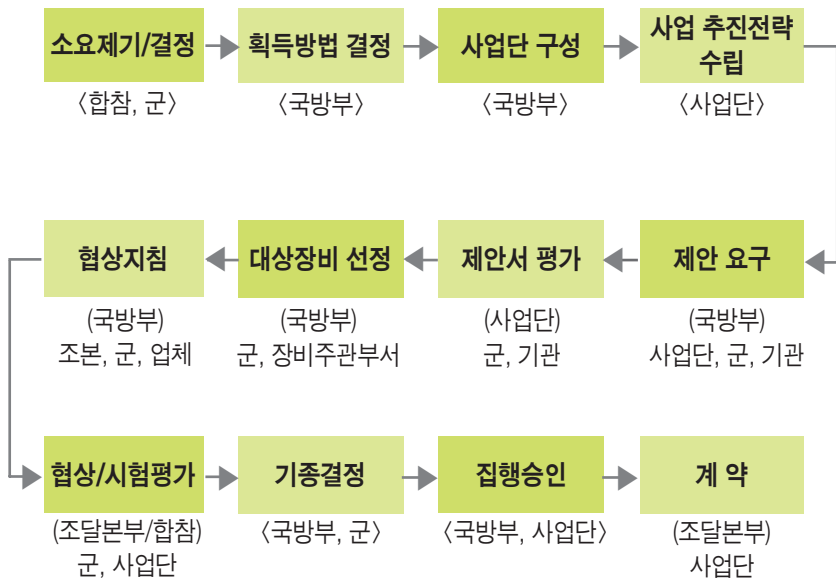 소요제기/결정
〈합참, 군〉
획득방법 결정
〈국방부〉
사업단 구성
〈국방부〉
사업 추진전략
수립
〈사업단〉
제안 요구
(국방부)
사업단, 군, 기관
제안서 평가
(사업단)
군, 기관
대상장비 선정
(국방부)
군, 장비주관부서
협상지침
(국방부)
조본, 군, 업체
협상/시험평가
(조달본부/합참)
군, 사업단
기종결정
〈국방부, 군〉
집행승인
〈국방부, 사업단〉
계 약
(조달본부)
사업단